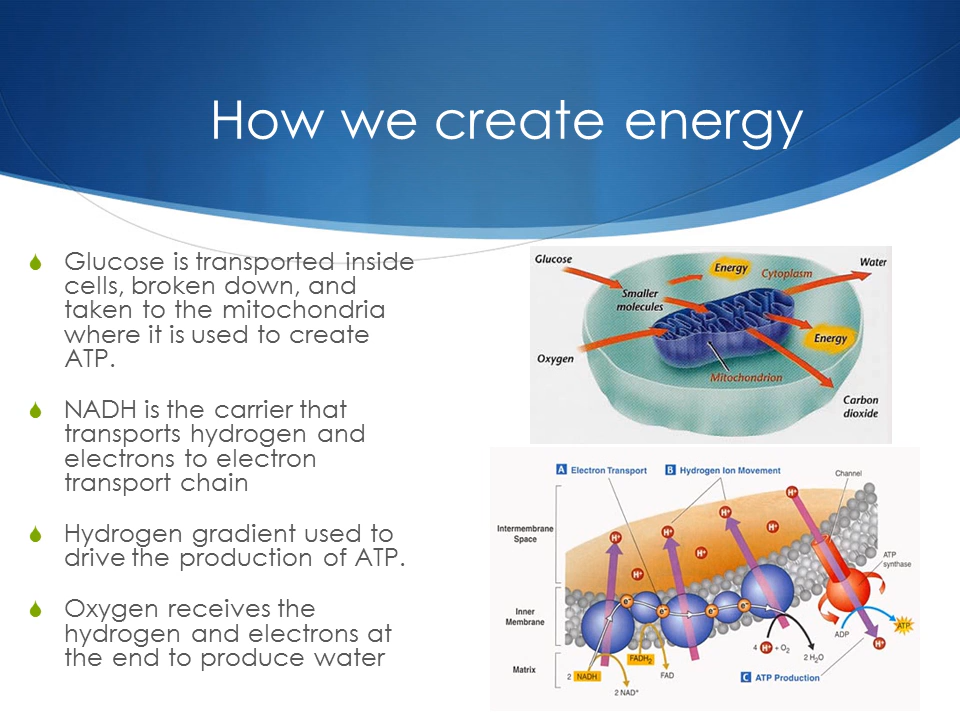 How we create energy
Glucose is transported inside
cells, broken down, and
taken to the mitochondria
where it is used to create
ATP.
NADH is the carrier that
transports hydrogen and
electrons to electron
transport chain
Hydrogen gradient used to
drive the production of ATP.
Oxygen receives the
hydrogen and electrons at
the end to produce water
Glucose
Energy
Cytoplasm
Water
Smaller
molecules
Energy
Oxygen
Mitochondrion
Carbon
dioxide
A Electron Transport
B Hydrogen Ion Movement
Channel
H+
H+
H+
H+
H+
H+
H+
Intermembrane
Space
ATP
synthase
Inner
Membrane
e-
e-
e-
e-
ADP
ATP
H+
4 H+ + O2
2 H2O
Matrix
2 NADH
FADH2
FAD
2 NAD+
C ATP Production